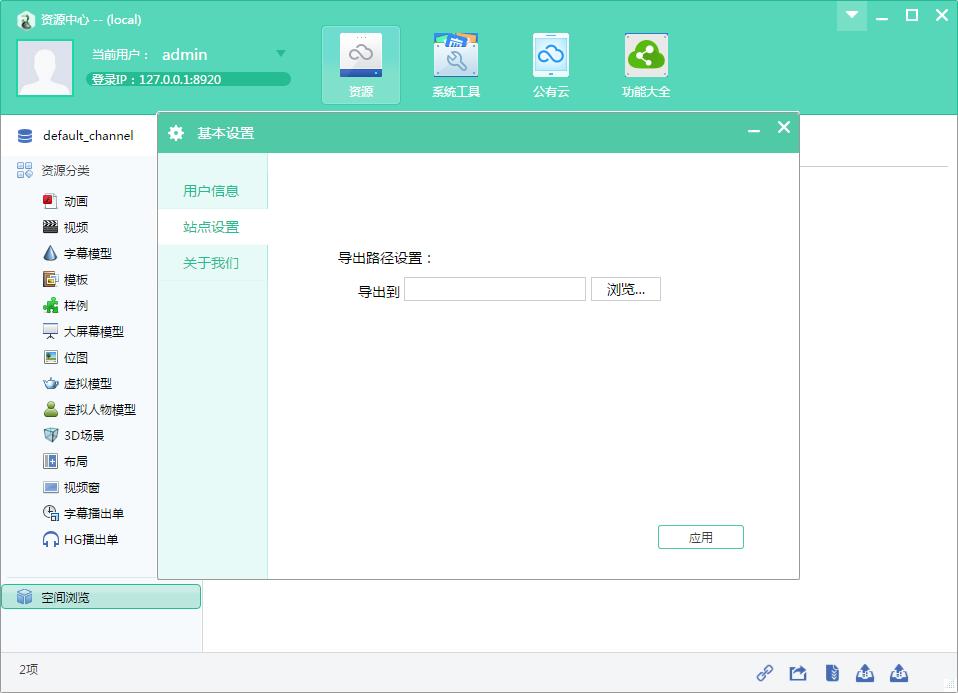 资源中心 -- (local)
当前用户： admin
登录IP：127.0.0.1:8920
资源
系统工具
公有云
功能大全
default_channel
资源分类
动画
视频
字幕模型
模板
样例
大屏幕模型
位图
虚拟模型
虚拟人物模型
3D场景
布局
视频窗
字幕播出单
HG播出单
空间浏览
基本设置
用户信息
站点设置
关于我们
导出路径设置：
导出到
浏览...
应用
2项